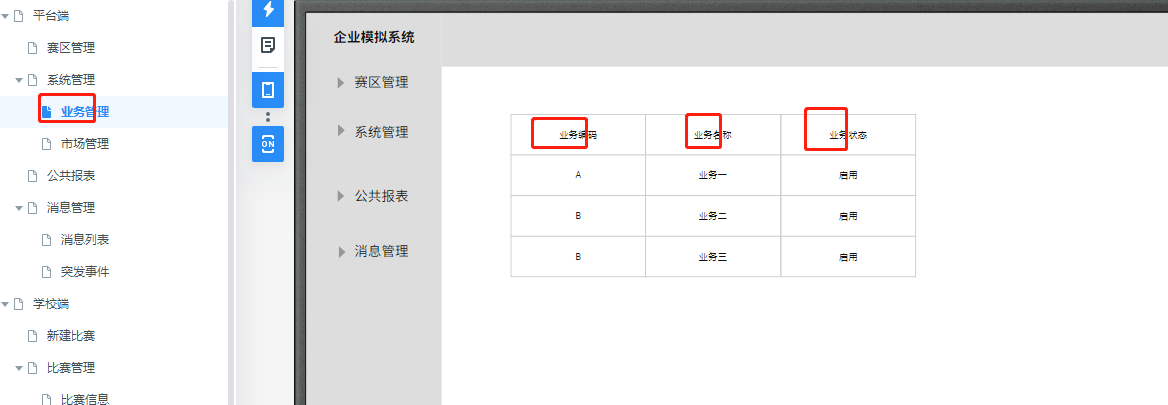 平台端
赛区管理
系统管理
业务管理
市场管理
公共报表
消息管理
消息列表
突发事件
学校端
新建比赛
比赛管理
比赛信息
ON
企业模拟系统
赛区管理
系统管理
公共报表
消息管理
业务编码 业务名称 业务状态
A 业务一 启用
B 业务二 启用
B 业务三 启用